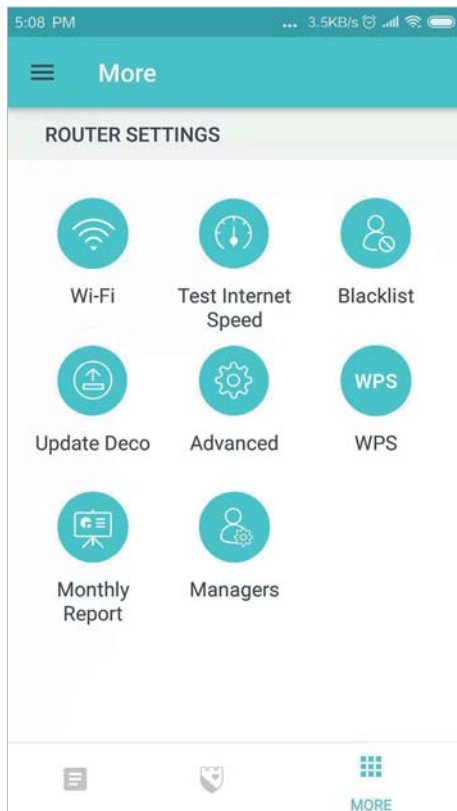 5:08 PM ... 3.5KB/s
More
ROUTER SETTINGS
Wi-Fi
Test Internet
Speed
Blacklist
Update Deco
Advanced
WPS
WPS
Monthly
Report
Managers
MORE